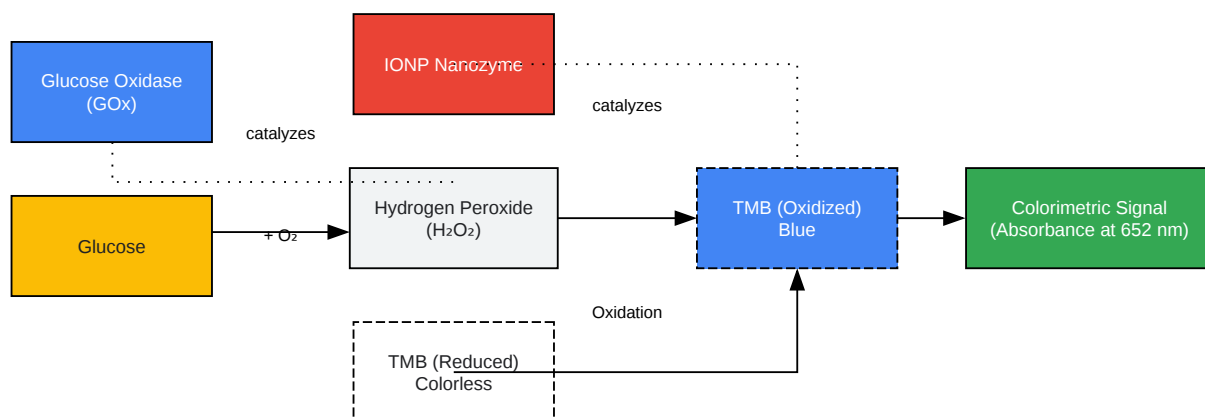 IONP Nanozyme
Glucose Oxidase
(GOx)
catalyzes
catalyzes
Hydrogen Peroxide
(H₂O₂)
TMB (Oxidized)
Blue
Colorimetric Signal
(Absorbance at 652 nm)
Glucose
+ O₂
Oxidation
TMB (Reduced)
Colorless